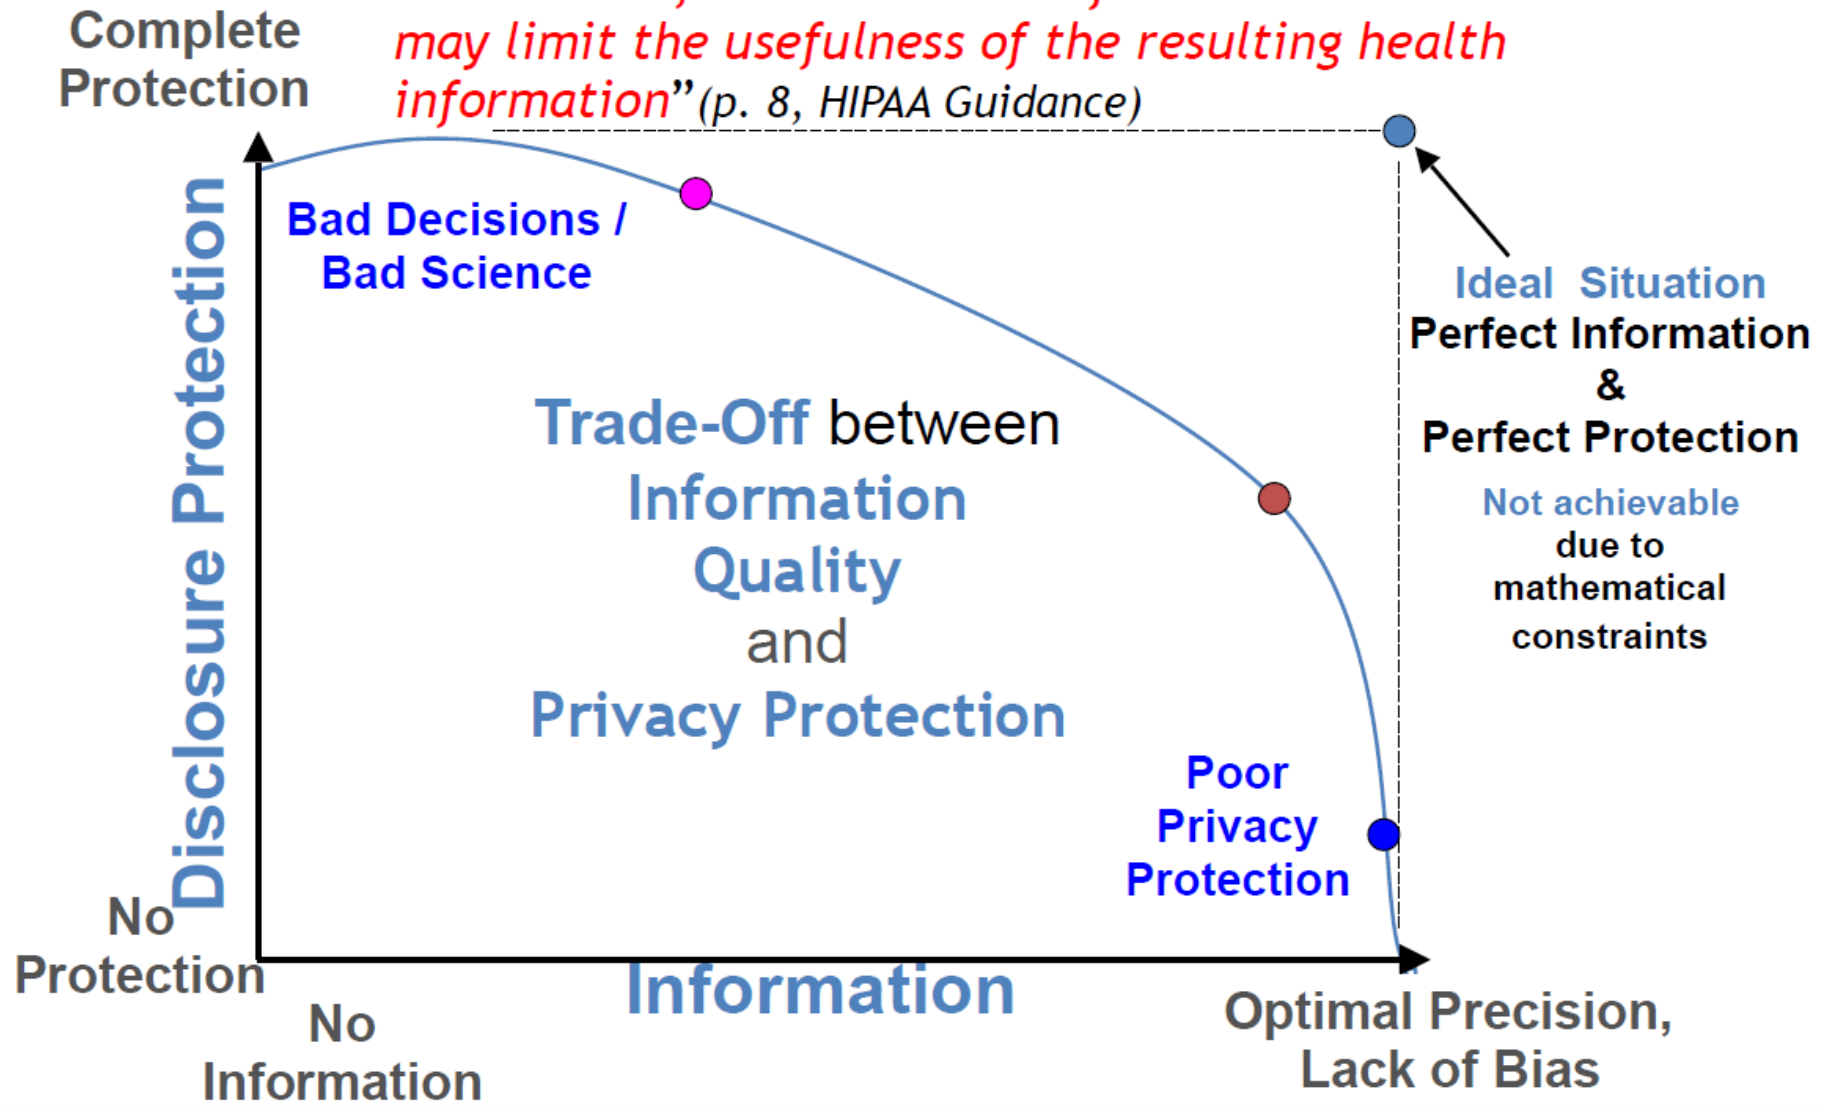 Complete
Protection
may limit the usefulness of the resulting health
information” (p. 8, HIPAA Guidance)
Bad Decisions /
Bad Science
Disclosure Protection
Ideal Situation
Perfect Information
&
Perfect Protection
Not achievable
due to
mathematical
constraints
Trade-Off between
Information
Quality
and
Privacy Protection
Poor
Privacy
Protection
No
Protection
No
Information
Information
Optimal Precision,
Lack of Bias